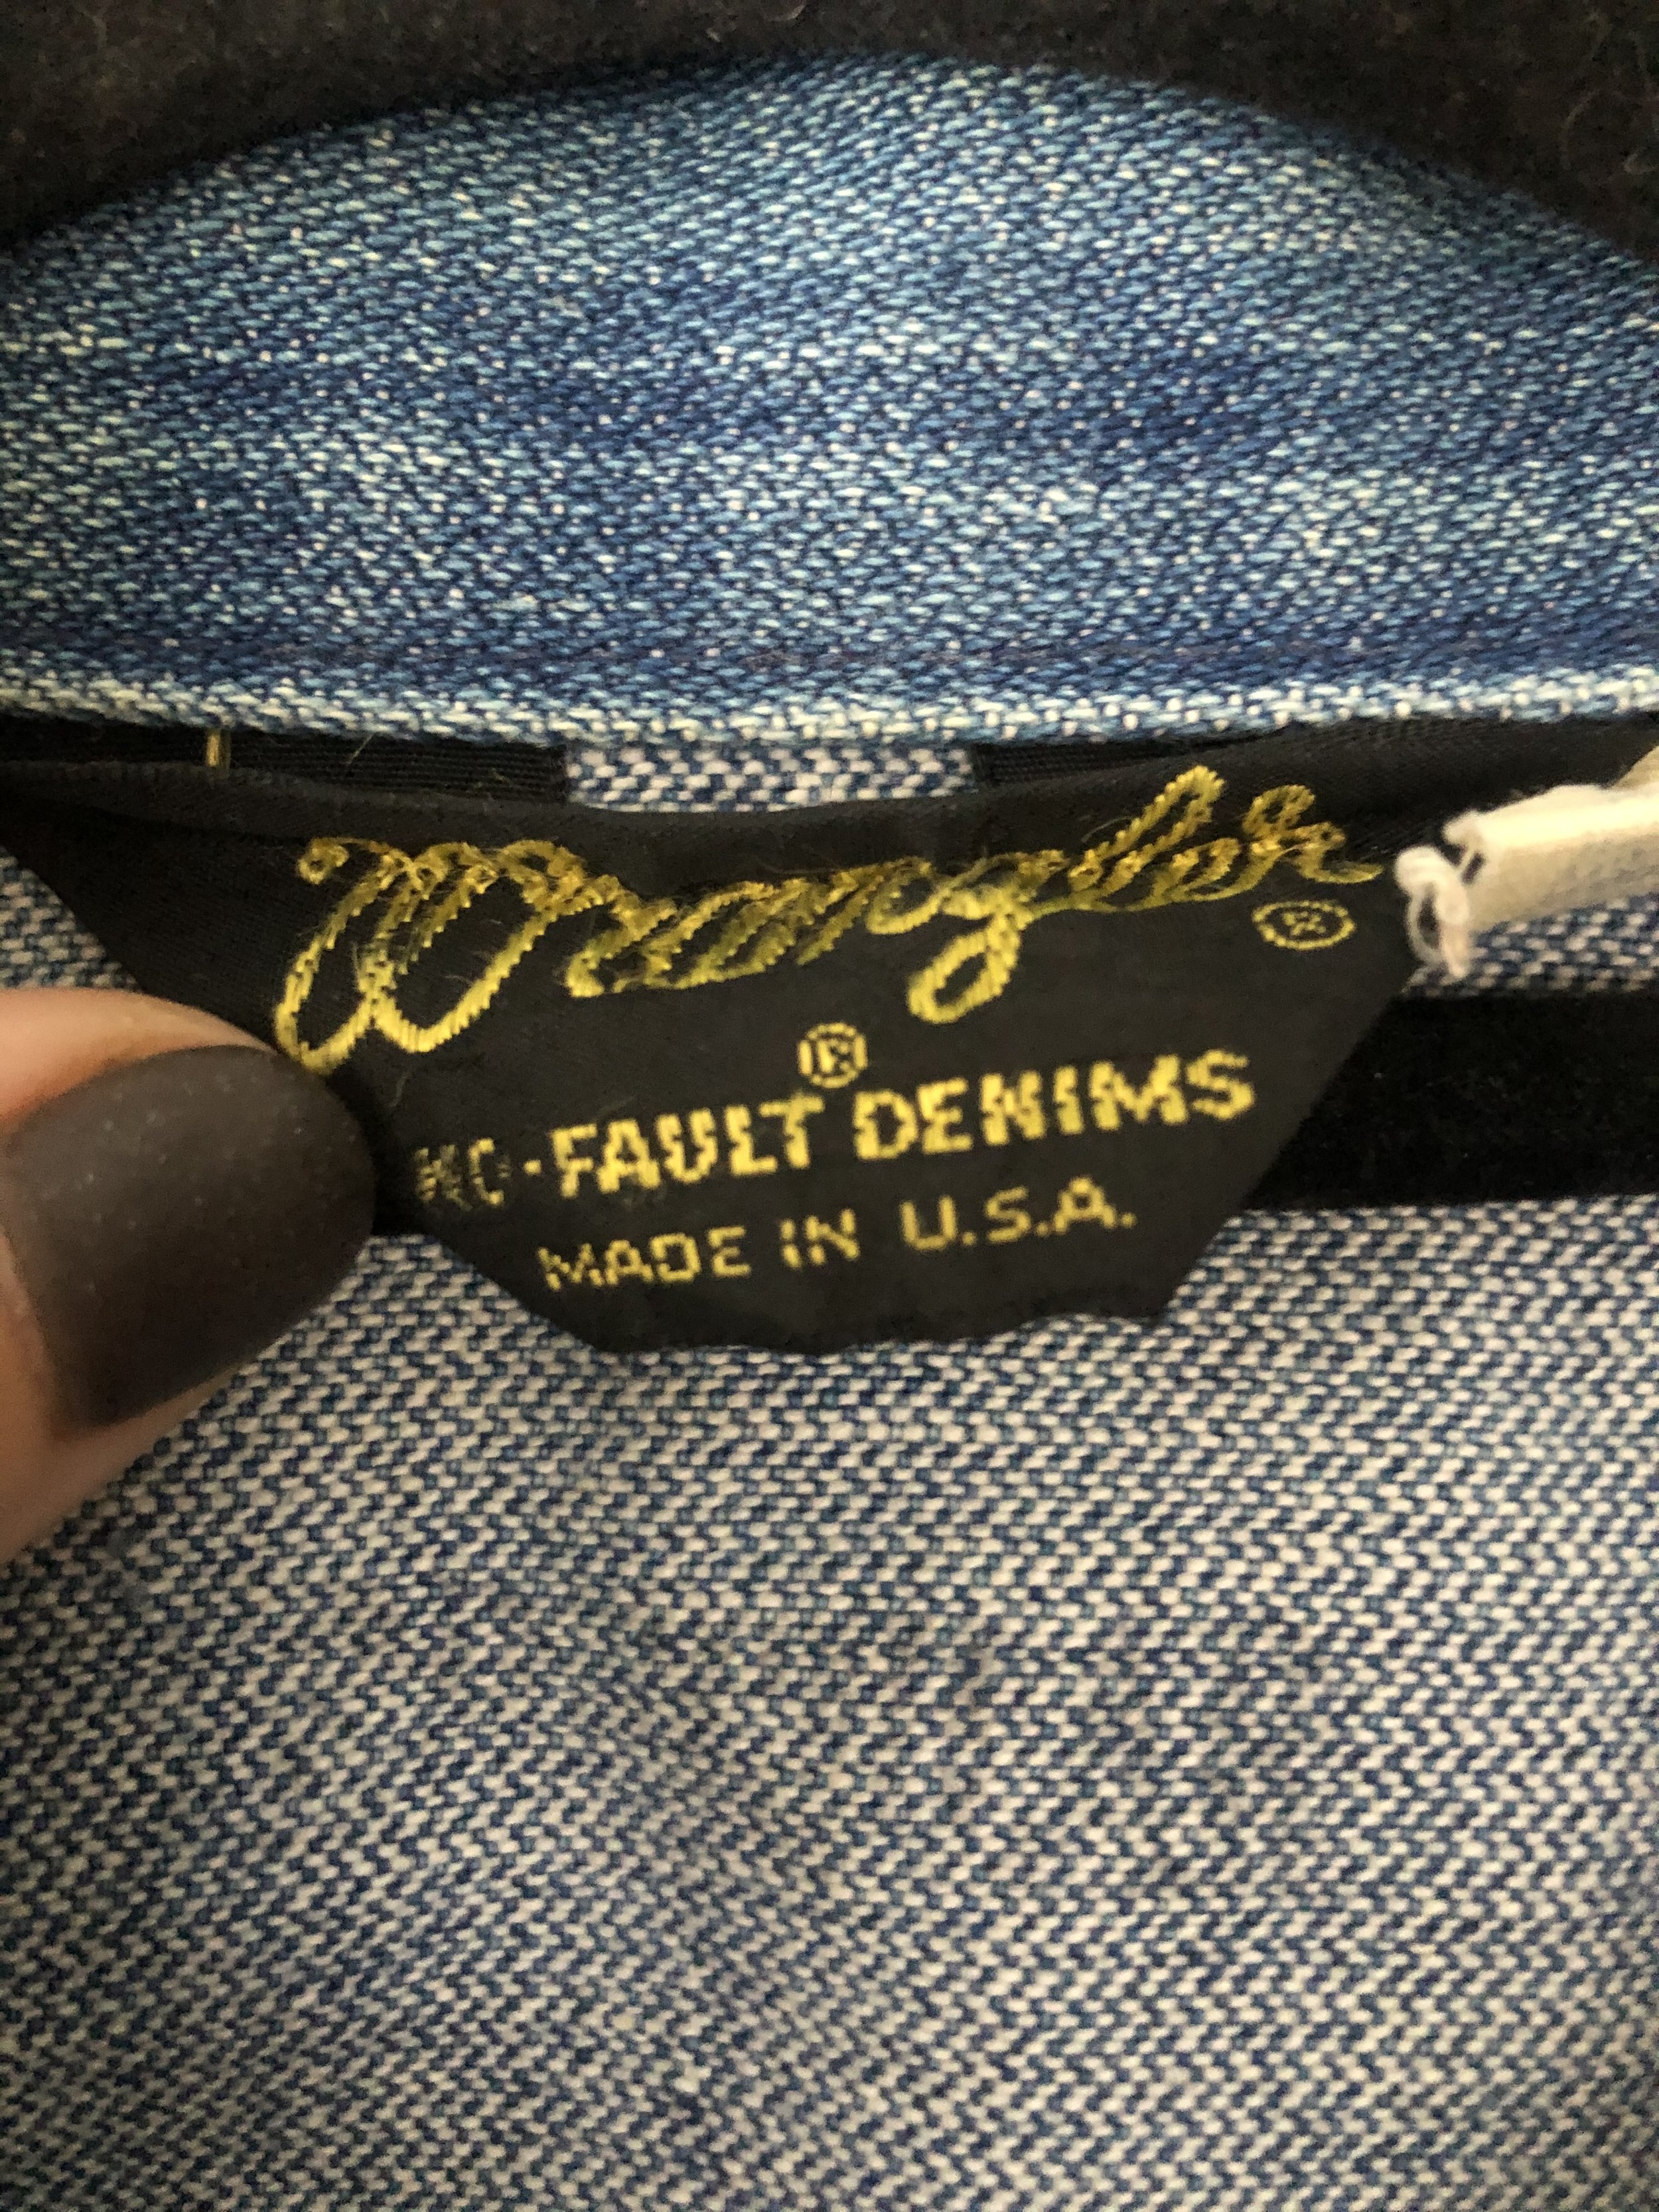 Wrangler ®
®
NO-FAULT DENIMS
MADE IN U.S.A.